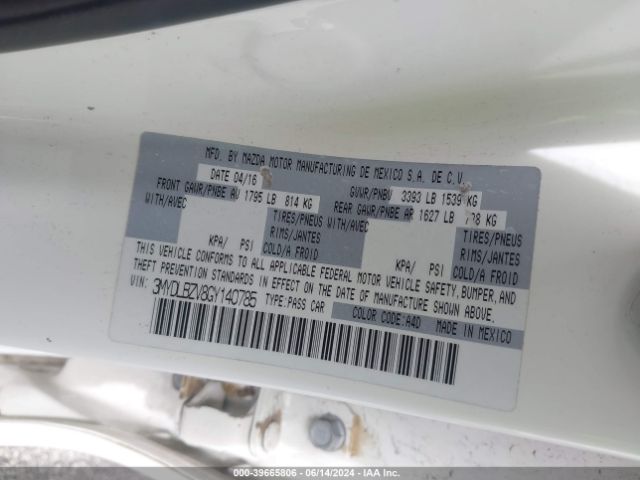 MFD. BY MAZDA MOTOR MANUFACTURING DE MEXICO S.A. DE C.V.
DATE 04/16 GVWR/PNBV 3393 LB 1539 KG
FRONT GAWR/PNBE AV 1795 LB 814 KG REAR GAWR/PNBE AR 1627 LB KG
WITH/AVEC TIRES/PNEUS WITH/AVEC TIRES/PNEUS
RIMS/JANTES RIMS/JANTES
KPA/ PSI COLD/A FROID KPA/ PSI COLD/A FROID
THIS VEHICLE CONFORMS TO ALL APPLICABLE FEDERAL MOTOR VEHICLE SAFETY, BUMPER, AND
THEFT PREVENTION STANDARDS IN EFFECT ON THE DATE OF MANUFACTURE SHOWN ABOVE.
VIN: 3MYDLBZV8GY140785 TYPE:PASS CAR COLOR CODE:A4D MADE IN MEXICO
000-39665806 - 06/14/2024 - IAA Inc.